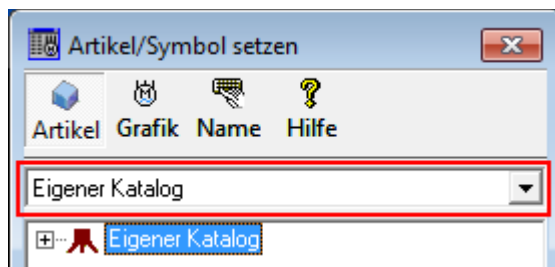 Artikel/Symbol setzen
Artikel Grafik Name Hilfe
Eigener Katalog
Eigener Katalog